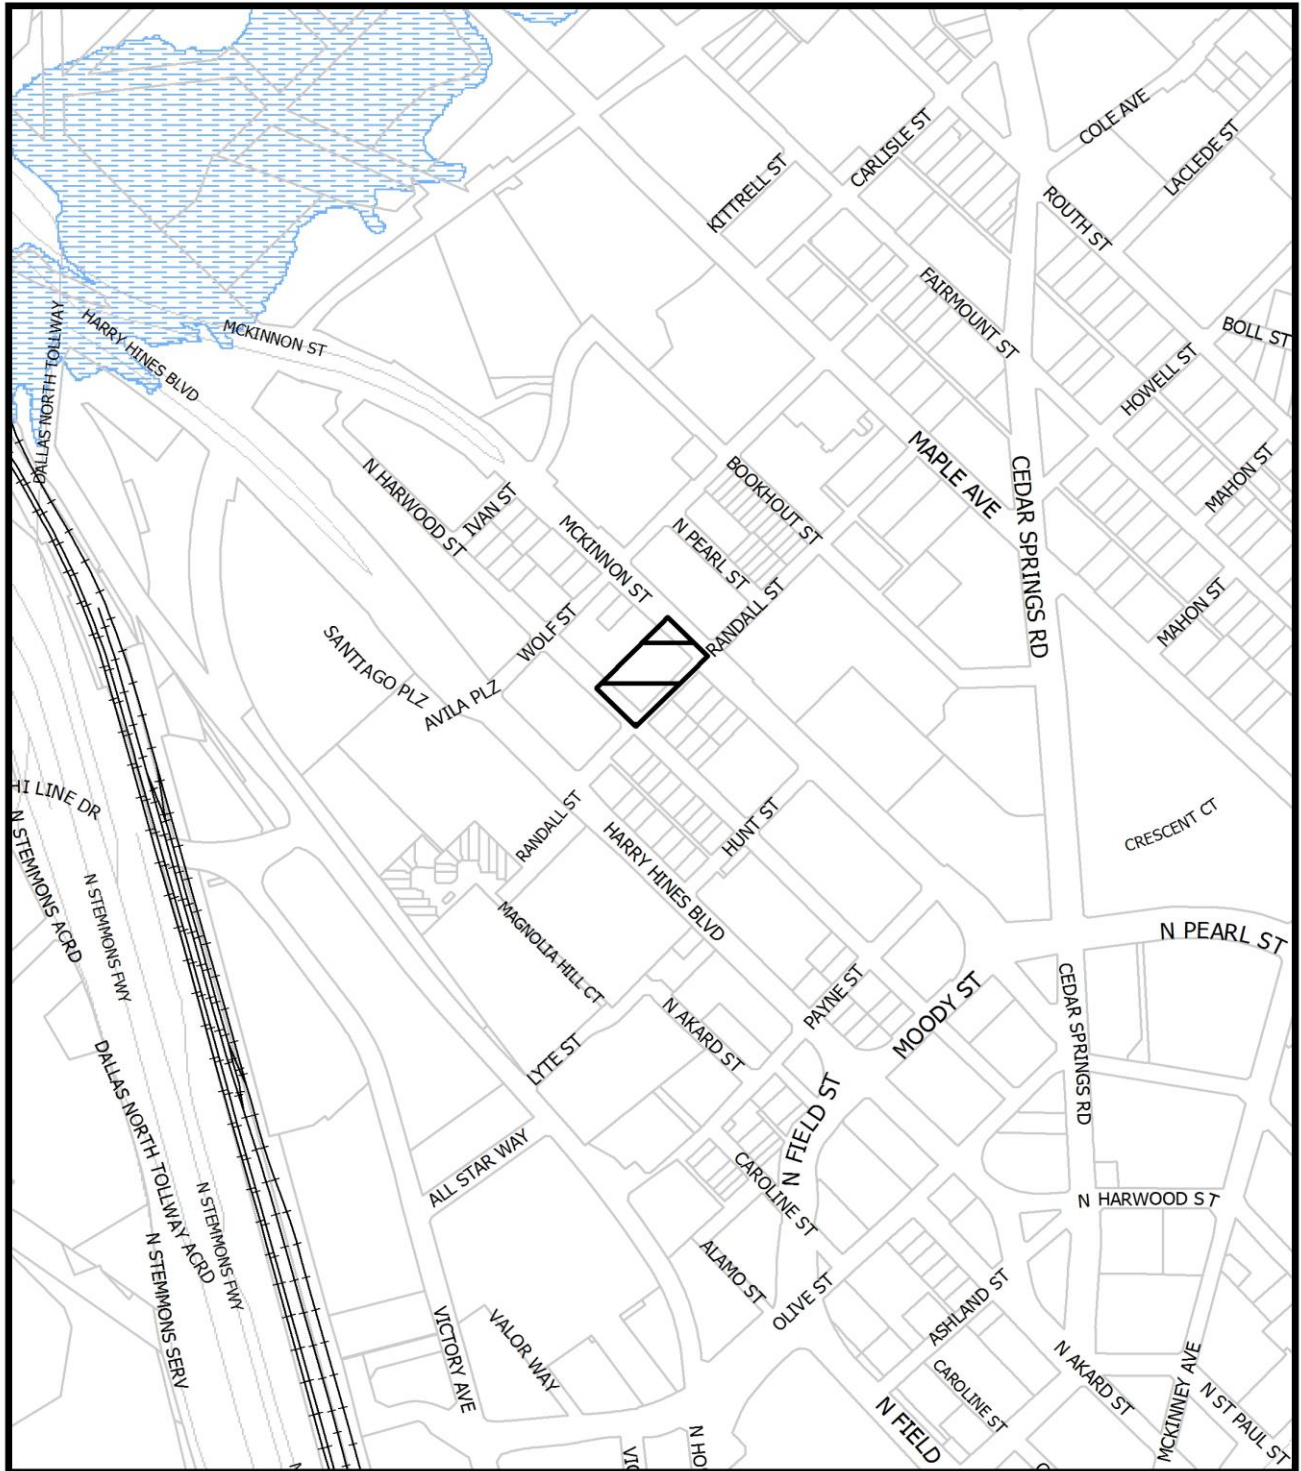 COLE AVE
CARLISLE ST
LACLEDE ST
KITTRELL ST
ROUTH ST
FAIRMOUNT ST
DALLAS NORTH TOLLWAY
HARRY HINES BLVD
MCKINNON ST
BOLL ST
HOWELL ST
MAPLE AVE
BOOKHOUT ST
CEDAR SPRINGS RD
MAHON ST
N HARWOOD ST
IVAN ST
MCKINNON ST
N PEARL ST
RANDALL ST
MAHON ST
WOLF ST
SANTIAGO PLZ
AVILA PLZ
HI LINE DR
N STEMMONS ACRD
N STEMMONS FWY
RANDALL ST
HARRY HINES BLVD
HUNT ST
CRESCENT CT
MAGNOLIA HILL CT
N PEARL ST
PAYNE ST
MOODY ST
CEDAR SPRINGS RD
N AKARD ST
LYTE ST
DALLAS NORTH TOLLWAY ACRD
N FIELD ST
ALL STAR WAY
CAROLINE ST
N HARWOOD ST
N STEMMONS FWY
N STEMMONS SERV
ALAMO ST
OLIVE ST
ASHLAND ST
VICTORY AVE
VALOR WAY
N AKARD ST
CAROLINE ST
MCKINNEY AVE
N ST PAUL ST
N FIELD
N HO
VIC